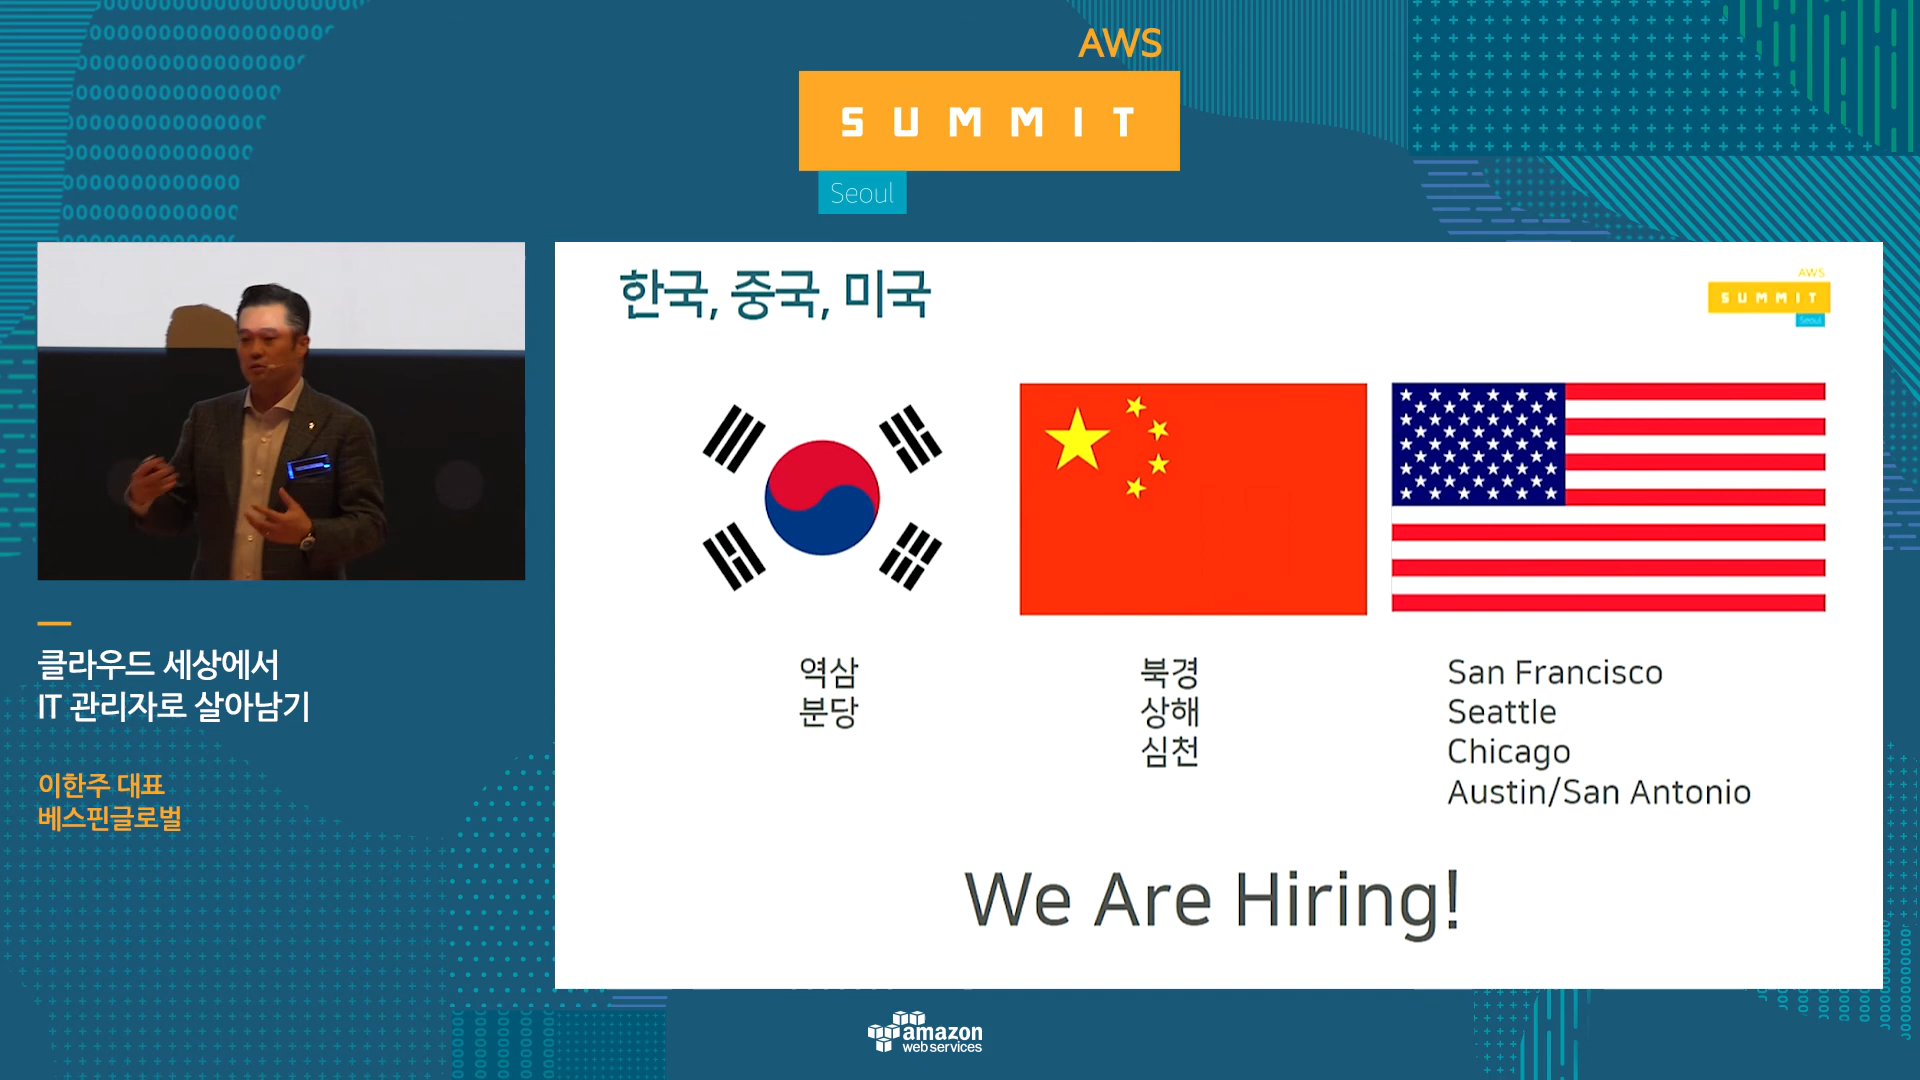 AWS
SUMMIT
Seoul
한국, 중국, 미국
AWS
SUMMIT
Seoul
역삼
분당
북경
상해
심천
San Francisco
Seattle
Chicago
Austin/San Antonio
We Are Hiring!
클라우드 세상에서
IT 관리자로 살아남기
이한주 대표
베스핀글로벌
amazon
web services